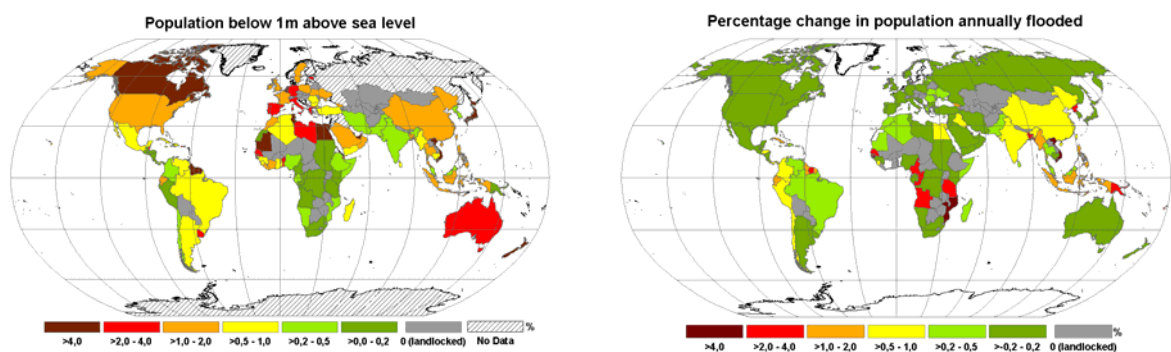 Population below 1m above sea level
%
>4,0 >2,0 - 4,0 >1,0 - 2,0 >0,5 - 1,0 >0,2 - 0,5 >0,0 - 0,2 0 (landlocked) No Data
Percentage change in population annually flooded
%
>4,0 >2,0 - 4,0 >1,0 - 2,0 >0,5 - 1,0 >0,2 - 0,5 >-0,2 - 0,2 0 (landlocked)